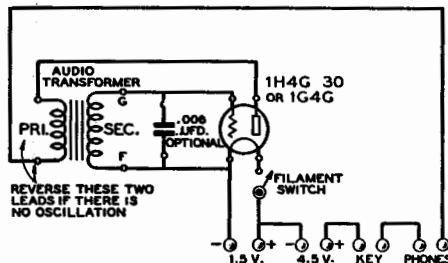 AUDIO
TRANSFORMER
G
PRI.
SEC.
F
.006
UFD.
OPTIONAL
1H4G 30
OR 1G4G
FILAMENT
SWITCH
REVERSE THESE TWO
LEADS IF THERE IS
NO OSCILLATION
- + - +
1.5 V. 4.5 V. KEY PHONES